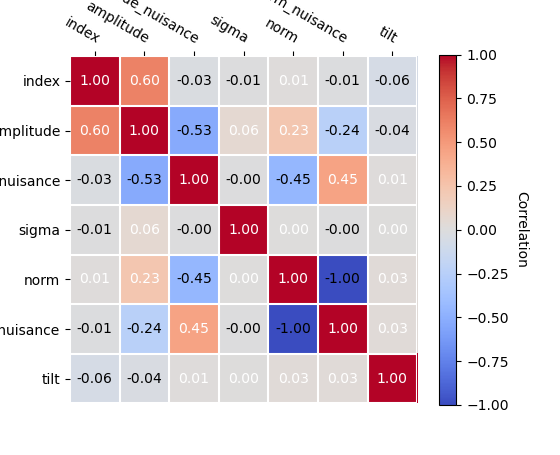 index
amplitude
sigma
norm
tilt
index 1.00 0.60 -0.03 -0.01 0.01 -0.01 -0.06
0.60 1.00 -0.53 0.06 0.23 -0.24 -0.04
nuisance -0.03 -0.53 1.00 -0.00 -0.45 0.45 0.01
sigma -0.01 0.06 -0.00 1.00 0.00 -0.00 0.00
norm 0.01 0.23 -0.45 0.00 1.00 -1.00 0.03
nuisance -0.01 -0.24 0.45 -0.00 -1.00 1.00 0.03
tilt -0.06 -0.04 0.01 0.00 0.03 0.03 1.00
1.00
0.75
0.50
0.25
0.00
−0.25
−0.50
−0.75
−1.00
Correlation